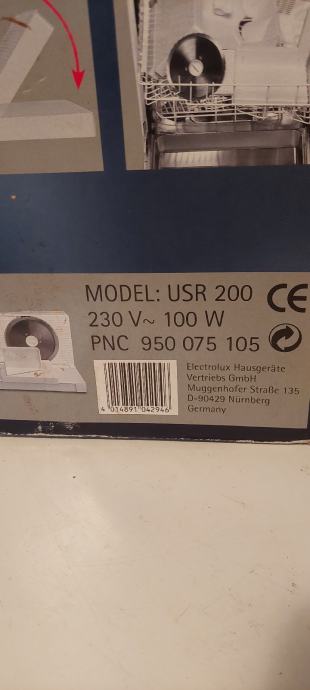 MODEL: USR 200 CE
230 V~ 100 W
PNC 950 075 105
Electrolux Hausgeräte
Vertriebs GmbH
Muggenhofer Straße 135
D-90429 Nürnberg
Germany
4 014891 042946